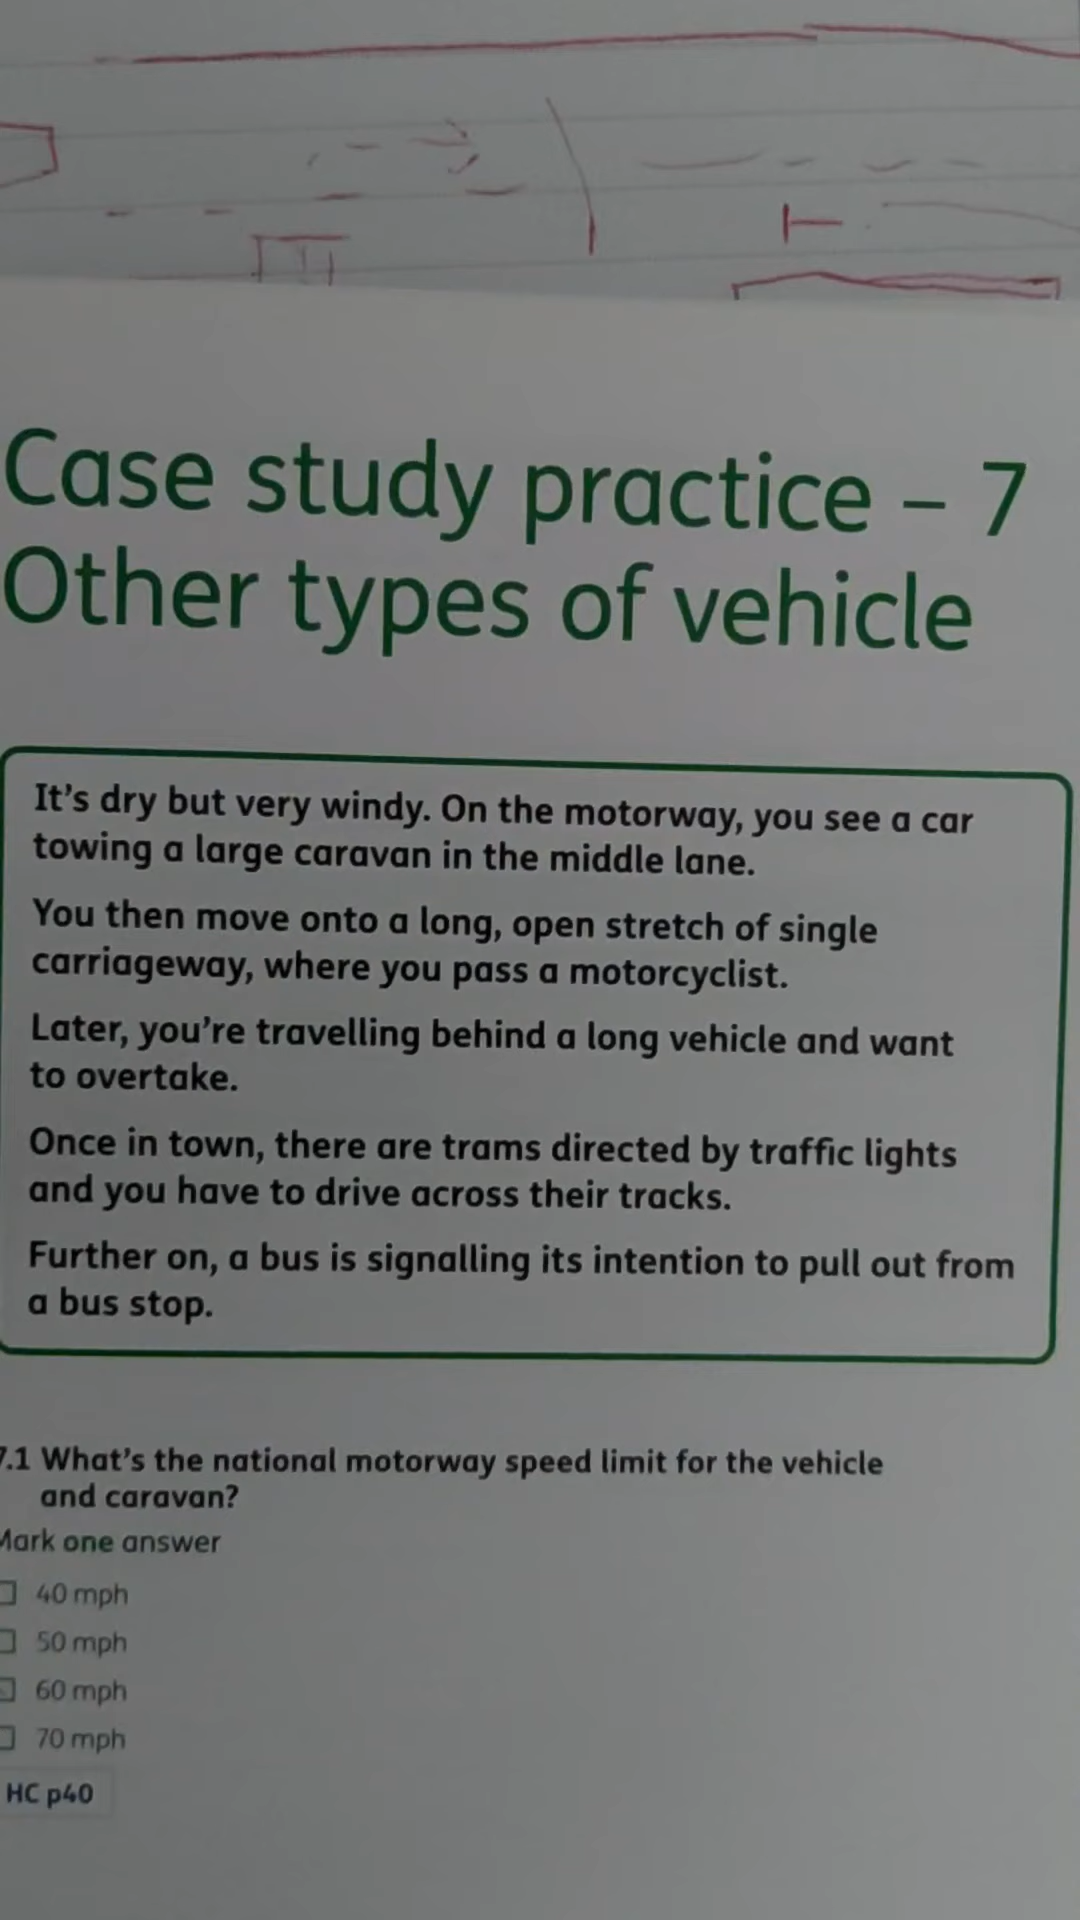 Case study practice – 7
Other types of vehicle
It's dry but very windy. On the motorway, you see a car
towing a large caravan in the middle lane.
You then move onto a long, open stretch of single
carriageway, where you pass a motorcyclist.
Later, you're travelling behind a long vehicle and want
to overtake.
Once in town, there are trams directed by traffic lights
and you have to drive across their tracks.
Further on, a bus is signalling its intention to pull out from
a bus stop.
7.1 What's the national motorway speed limit for the vehicle
and caravan?
Mark one answer
40 mph
50 mph
60 mph
70 mph
HC p40